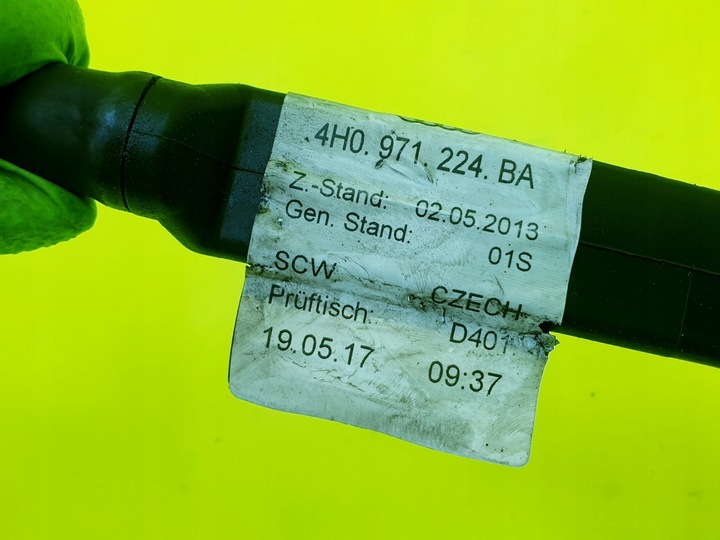 4H0. 971. 224. BA
Z.-Stand: 02.05.2013
Gen. Stand: 01S
SCW CZECH
Prüftisch: D401
19.05.17 09:37